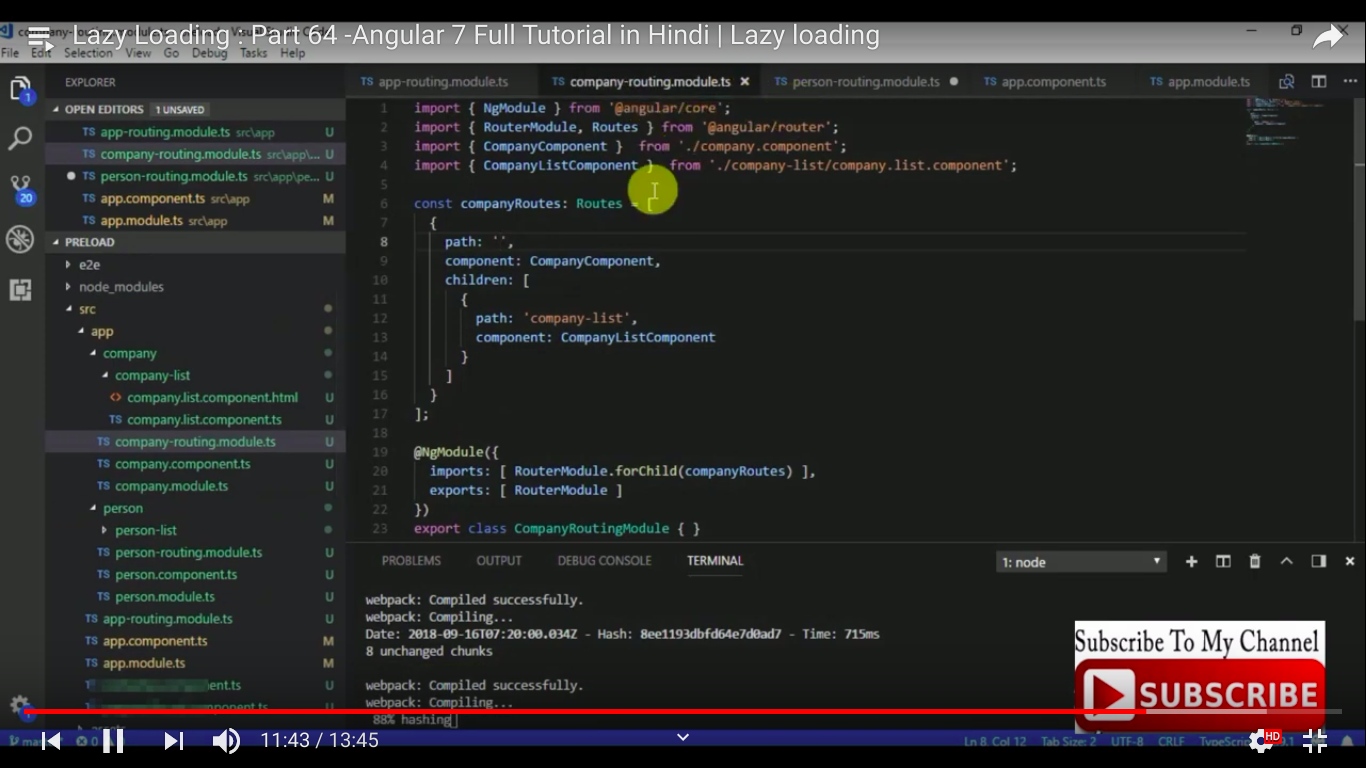 Lazy Loading : Part 64 -Angular 7 Full Tutorial in Hindi | Lazy loading
File Edit Selection View Go Debug Tasks Help
EXPLORER
OPEN EDITORS 1 UNSAVED
TS app-routing.module.ts src\app U
TS company-routing.module.ts src\app\... U
TS person-routing.module.ts src\app\pe... U
TS app.component.ts src\app M
TS app.module.ts src\app M
PRELOAD
e2e
node_modules
src
app
company
company-list
<> company.list.component.html U
TS company.list.component.ts U
TS company-routing.module.ts U
TS company.component.ts U
TS company.module.ts U
person
person-list
TS person-routing.module.ts U
TS person.component.ts U
TS person.module.ts U
TS app-routing.module.ts U
TS app.component.ts M
TS app.module.ts M
1
20
TS app-routing.module.ts TS company-routing.module.ts TS person-routing.module.ts TS app.component.ts TS app.module.ts
1 import { NgModule } from '@angular/core';
2 import { RouterModule, Routes } from '@angular/router';
3 import { CompanyComponent } from './company.component';
4 import { CompanyListComponent } from './company-list/company.list.component';
5
6 const companyRoutes: Routes = [
7 {
8 path: '',
9 component: CompanyComponent,
10 children: [
11 {
12 path: 'company-list',
13 component: CompanyListComponent
14 }
15 ]
16 }
17 ];
18
19 @NgModule({
20 imports: [ RouterModule.forChild(companyRoutes) ],
21 exports: [ RouterModule ]
22 })
23 export class CompanyRoutingModule { }
PROBLEMS OUTPUT DEBUG CONSOLE TERMINAL
1: node
webpack: Compiled successfully.
webpack: Compiling...
Date: 2018-09-16T07:20:00.034Z - Hash: 8ee1193dbfd64e7d0ad7 - Time: 715ms
8 unchanged chunks
webpack: Compiled successfully.
webpack: Compiling...
88% hashing
Subscribe To My Channel
SUBSCRIBE
11:43 / 13:45
HD
Ln 8, Col 12 Tab Size: 2 UTF-8 CRLF